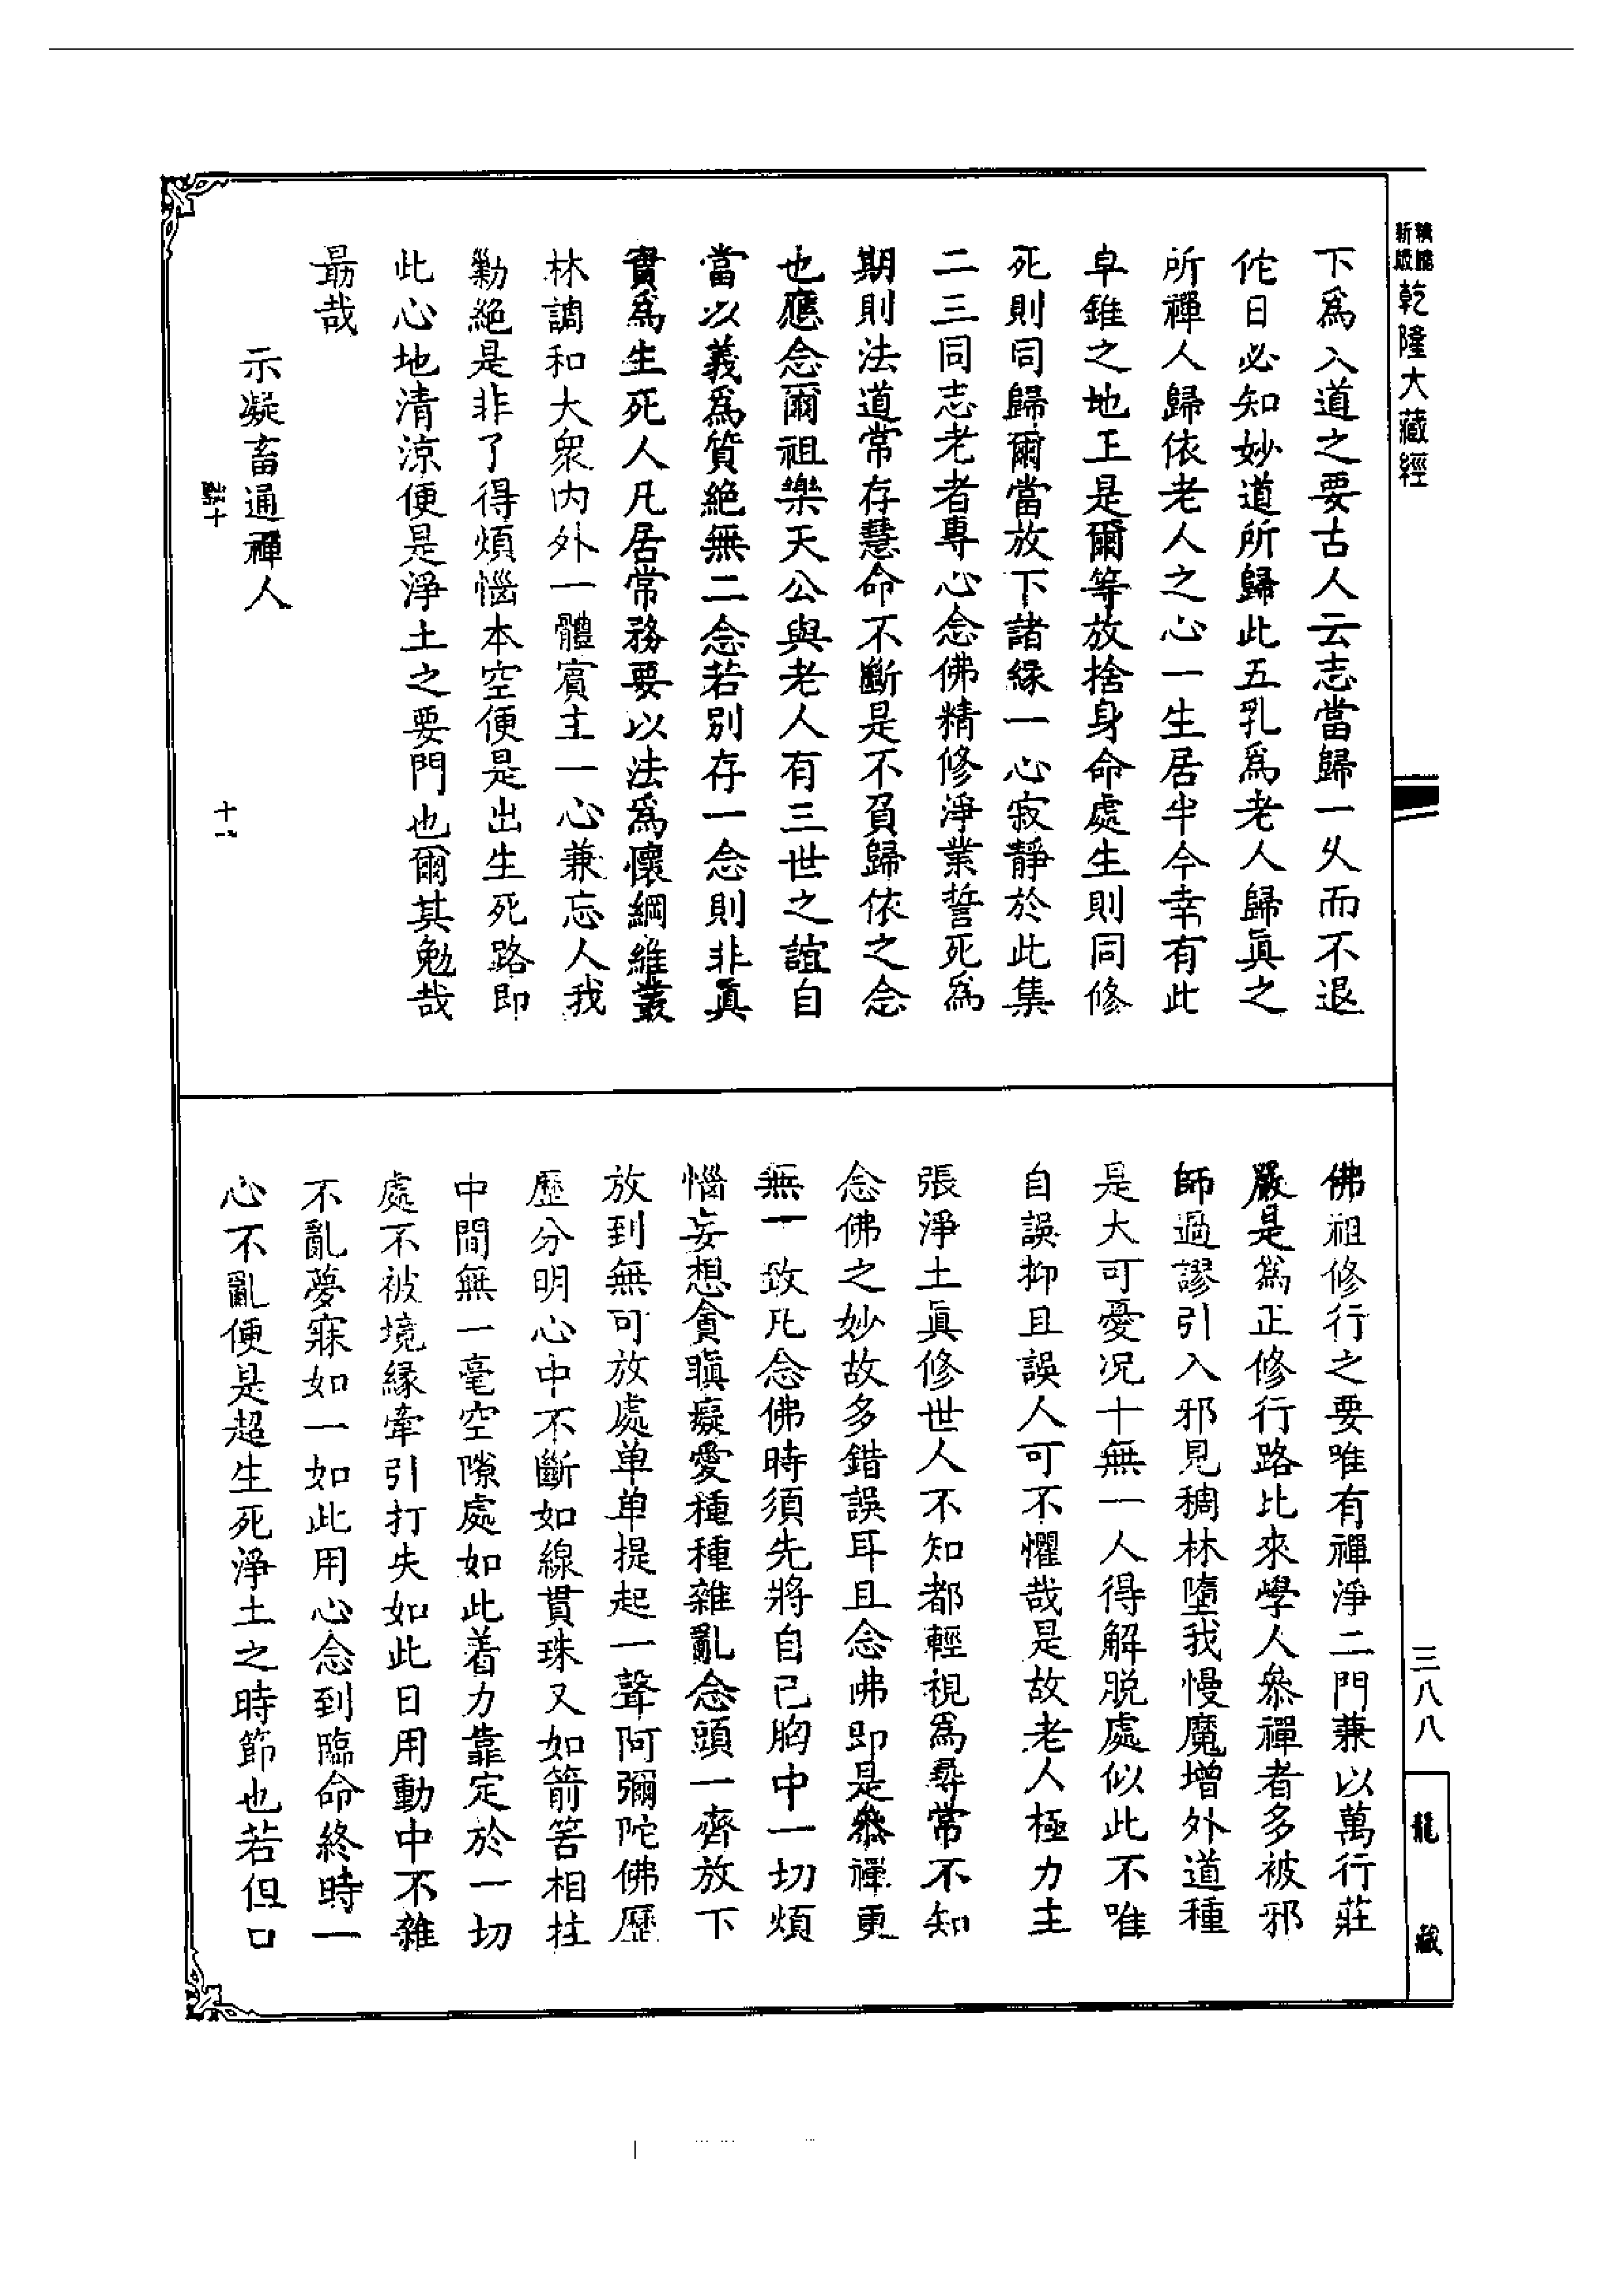 乾隆大藏經
下爲入道之要古人云志當歸一乆而不退
佗日必知妙道所歸此五乳爲老人歸眞之
所禪人歸依老人之心一生居半今幸有此
卓錐之地正是爾等放捨身命處生則同修
死則同歸爾當放下諸緣一心寂靜於此集
二三同志老者專心念佛精修淨業誓死爲
期則法道常存慧命不斷是不負歸依之念
也應念爾祖樂天公與老人有三世之誼自
當以義爲質絶無二念若別存一念則非眞
實爲生死人凡居常務要以法爲懷綱維叢
林調和大衆內外一體賓主一心兼忘人我
勦絕是非了得煩惱本空便是出生死路即
此心地清涼便是淨土之要門也爾其勉哉
勗哉
示凝畜通禪人
十
佛祖修行之要唯有禪淨二門兼以萬行莊
嚴是爲正修行路比來學人叅禪者多被邪
師過謬引入邪見稠林墮我慢魔增外道種
是大可憂况十無一人得解脫處似此不唯
自誤抑且誤人可不懼哉是故老人極力主
張淨土眞修世人不知都輕視爲尋常不知
念佛之妙故多錯誤耳且念佛即是叅禪更
無一致凡念佛時須先將自己胸中一切煩
惱妄想貪瞋癡愛種種雜亂念頭一齊放下
放到無可放處单单提起一聲阿彌陀佛歷
歷分明心中不斷如線貫珠又如箭筈相拄
中間無一毫空隙處如此着力靠定於一切
處不被境緣牽引打失如此日用動中不雜
不亂夢寐如一如此用心念到臨命終時一
心不亂便是超生死淨土之時節也若但口
三八八
龍藏